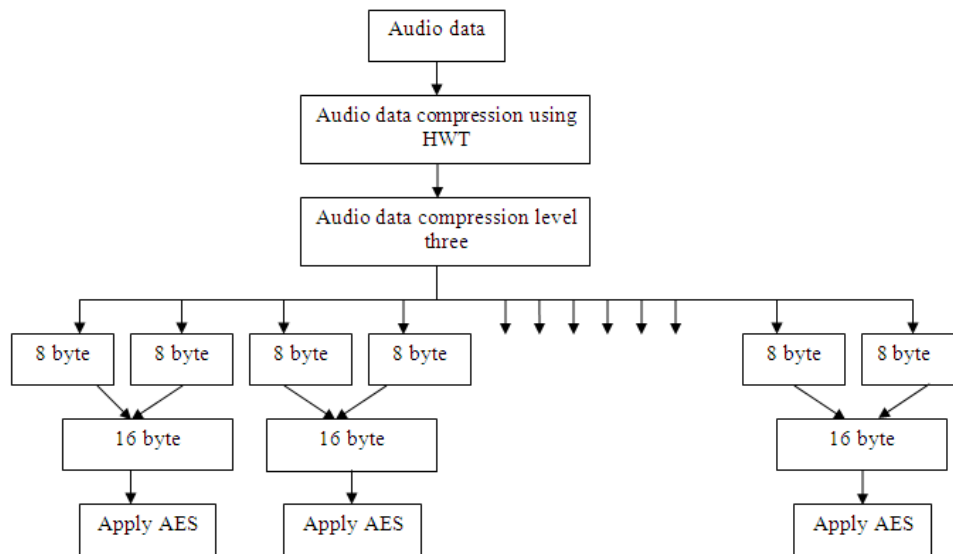 Audio data
Audio data compression using
HWT
Audio data compression level
three
8 byte
8 byte
8 byte
8 byte
8 byte
8 byte
16 byte
16 byte
16 byte
Apply AES
Apply AES
Apply AES